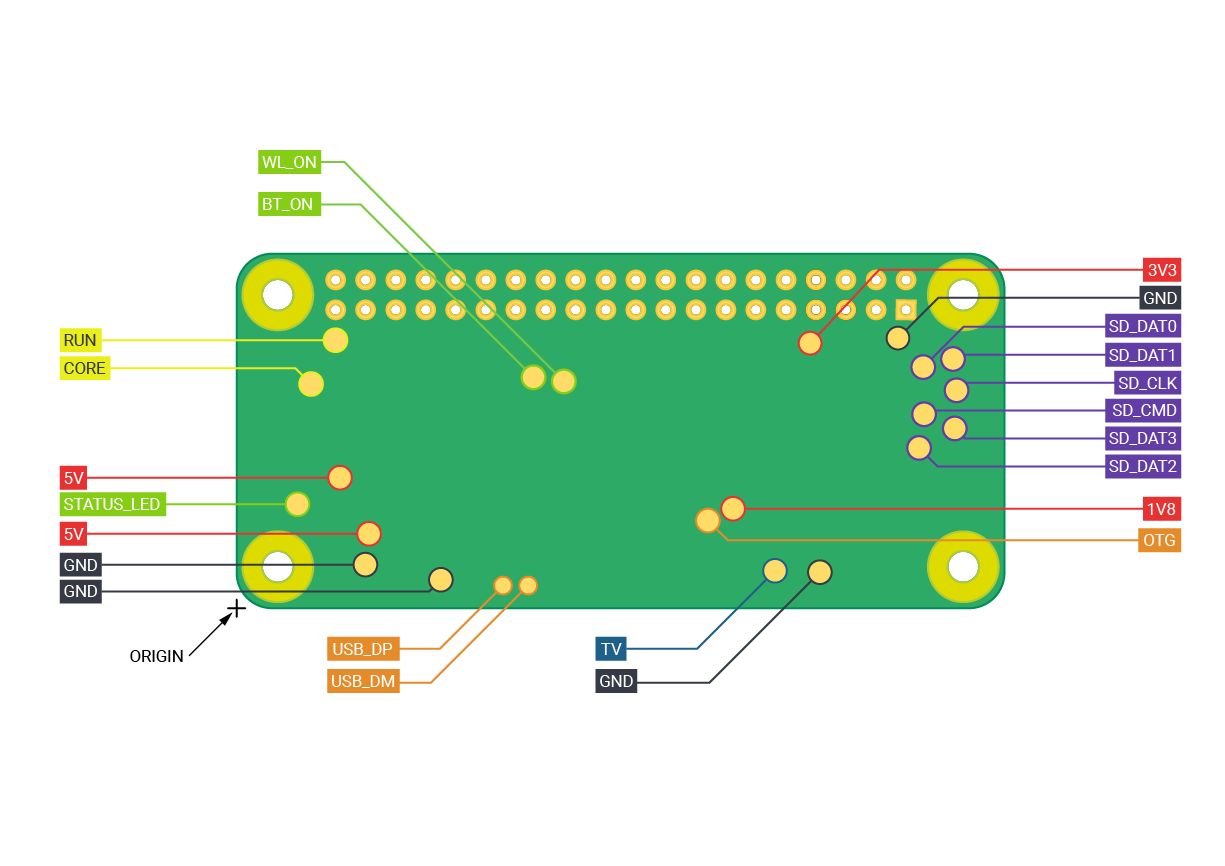 WL_ON
BT_ON
3V3
GND
SD_DAT0
RUN
SD_DAT1
CORE
SD_CLK
SD_CMD
SD_DAT3
SD_DAT2
5V
STATUS_LED
1V8
5V
OTG
GND
GND
ORIGIN
USB_DP
TV
USB_DM
GND